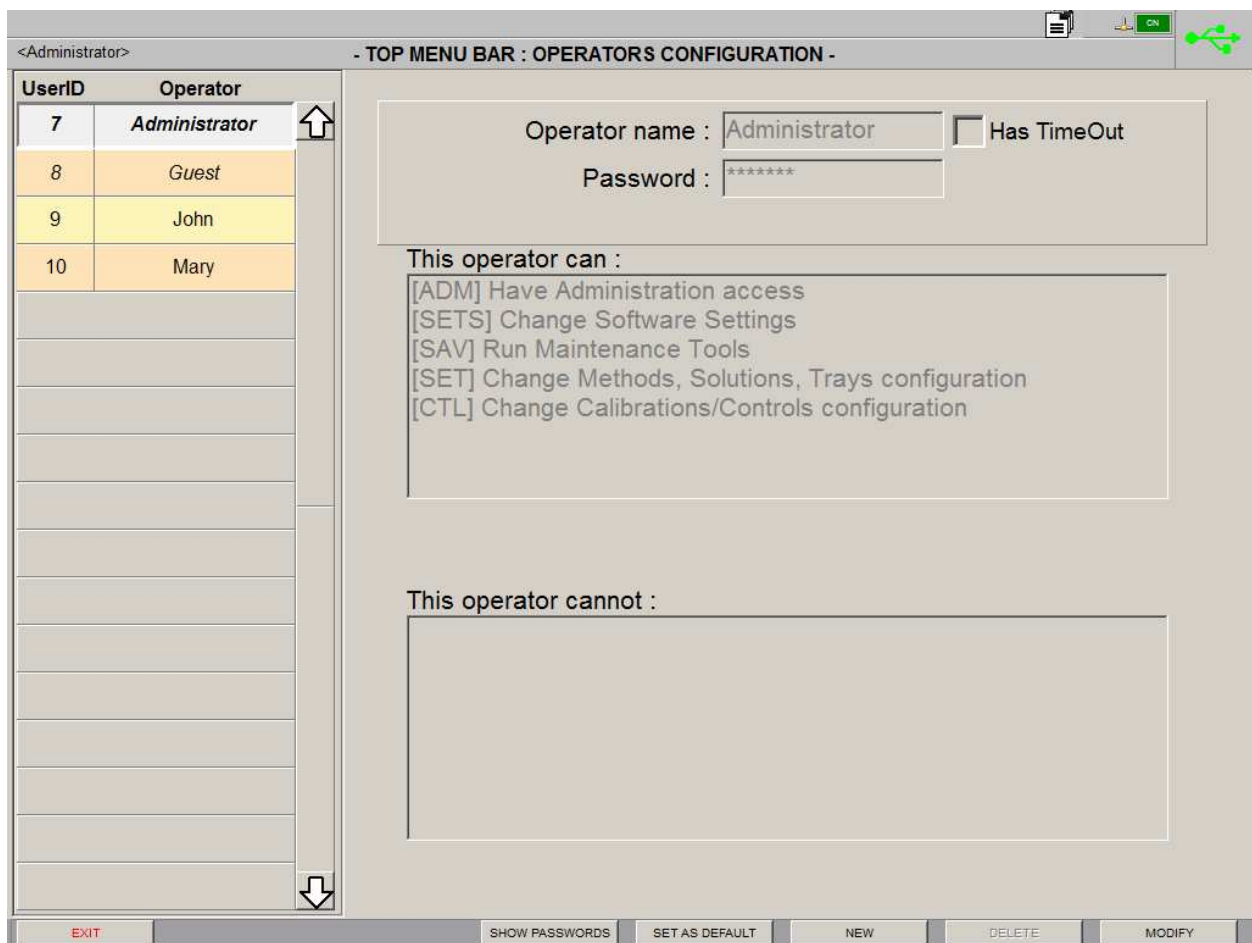 CN
<Administrator>
- TOP MENU BAR : OPERATORS CONFIGURATION -
UserID Operator
7 Administrator
8 Guest
9 John
10 Mary
Operator name : Administrator Has TimeOut
Password : *******
This operator can :
[ADM] Have Administration access
[SETS] Change Software Settings
[SAV] Run Maintenance Tools
[SET] Change Methods, Solutions, Trays configuration
[CTL] Change Calibrations/Controls configuration
This operator cannot :
EXIT SHOW PASSWORDS SET AS DEFAULT NEW DELETE MODIFY